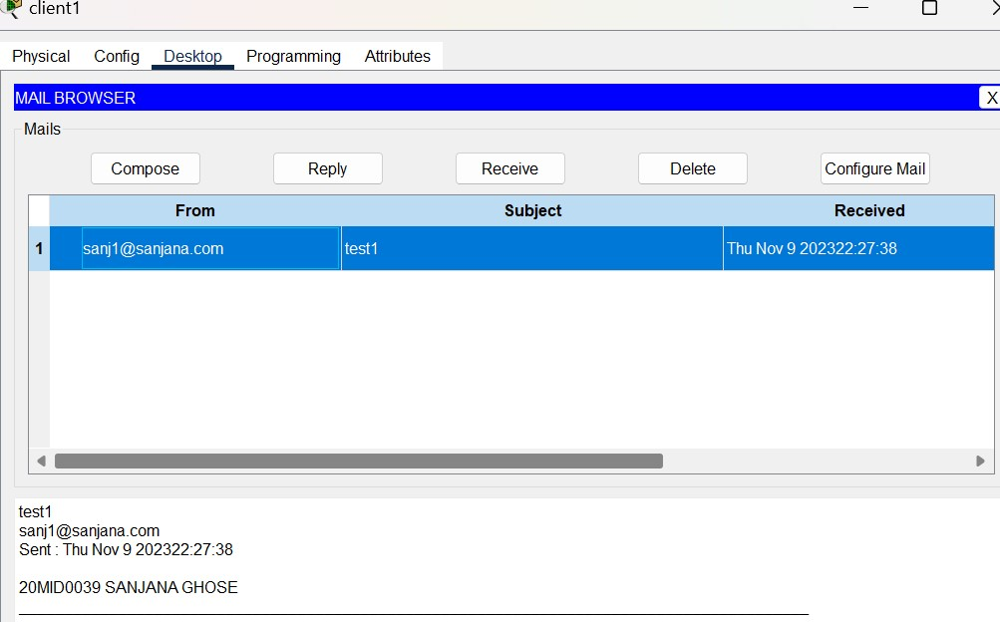 client1
Physical Config Desktop Programming Attributes
MAIL BROWSER X
Mails
Compose Reply Receive Delete Configure Mail
From Subject Received
1 sanj1@sanjana.com test1 Thu Nov 9 202322:27:38
test1
sanj1@sanjana.com
Sent : Thu Nov 9 202322:27:38
20MID0039 SANJANA GHOSE